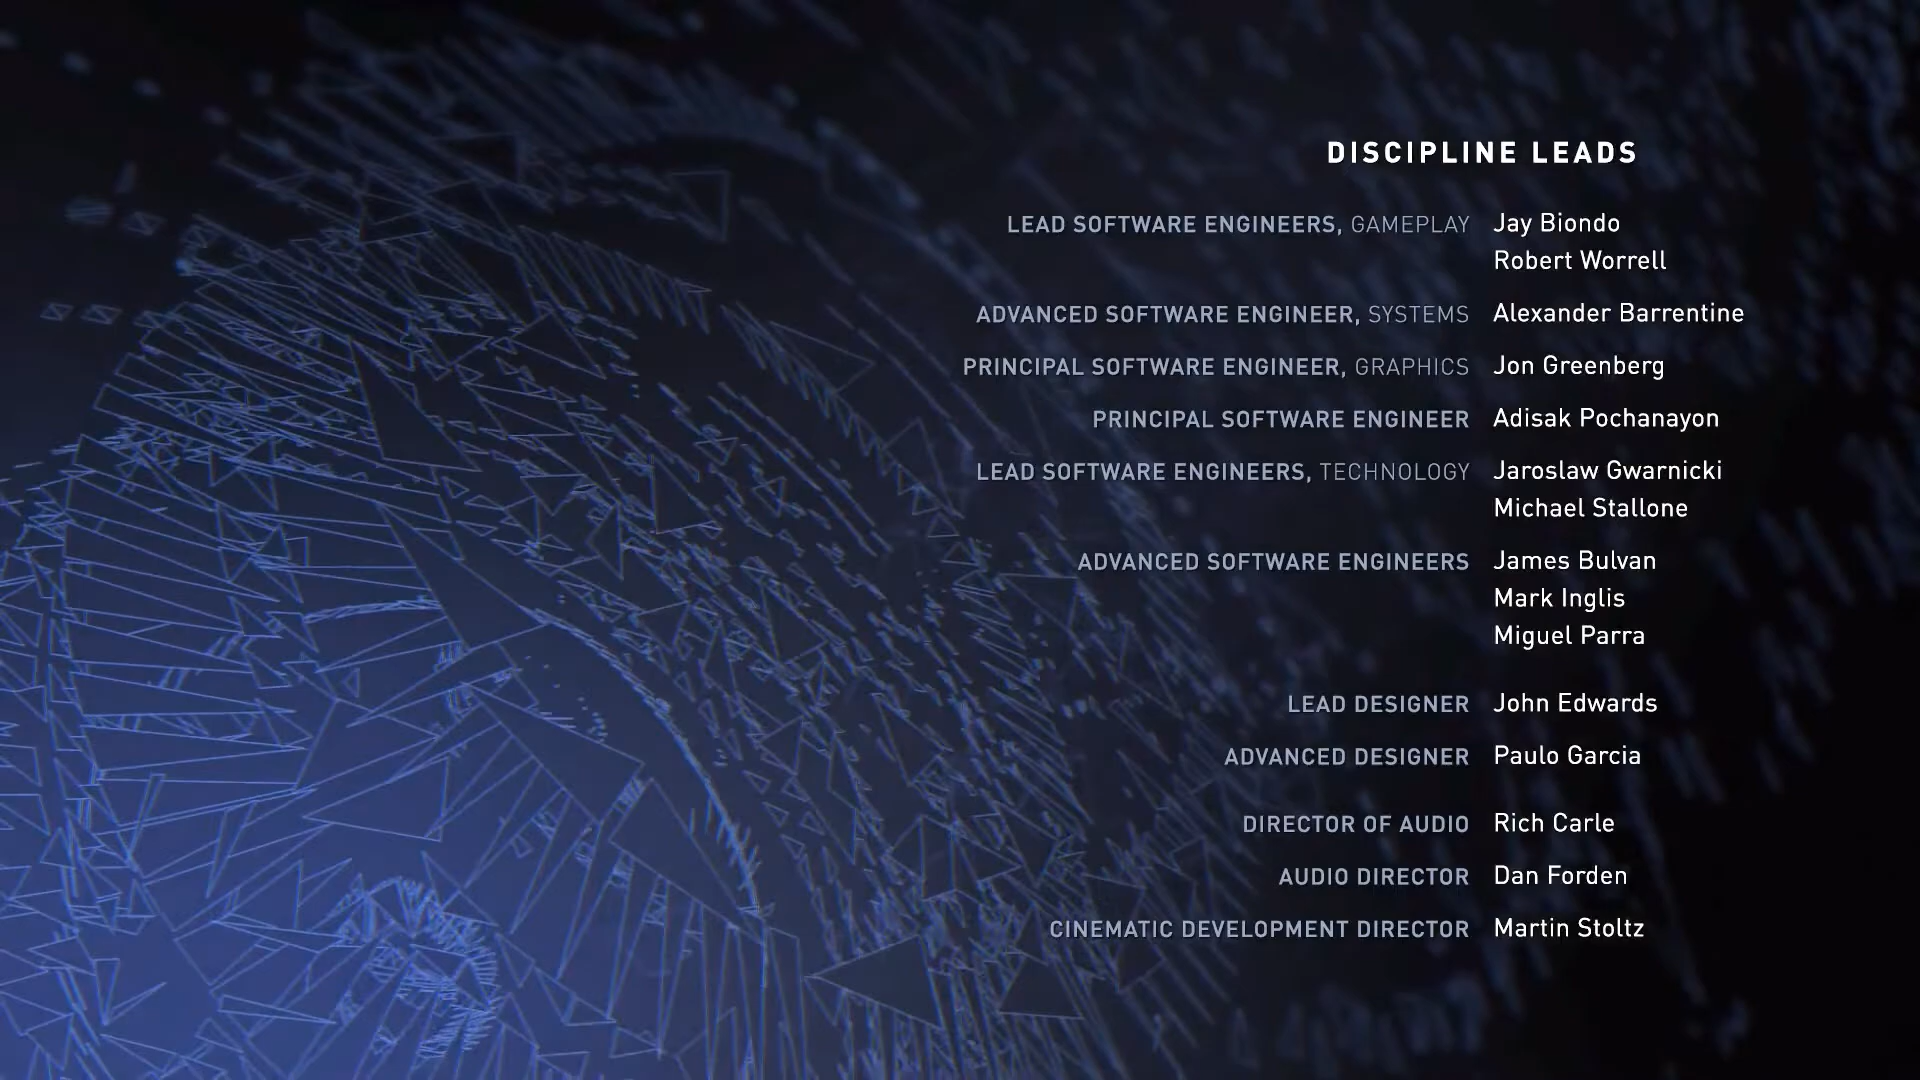 DISCIPLINE LEADS
LEAD SOFTWARE ENGINEERS, GAMEPLAY Jay Biondo
Robert Worrell
ADVANCED SOFTWARE ENGINEER, SYSTEMS Alexander Barrentine
PRINCIPAL SOFTWARE ENGINEER, GRAPHICS Jon Greenberg
PRINCIPAL SOFTWARE ENGINEER Adisak Pochanayon
LEAD SOFTWARE ENGINEERS, TECHNOLOGY Jaroslaw Gwarnicki
Michael Stallone
ADVANCED SOFTWARE ENGINEERS James Bulvan
Mark Inglis
Miguel Parra
LEAD DESIGNER John Edwards
ADVANCED DESIGNER Paulo Garcia
DIRECTOR OF AUDIO Rich Carle
AUDIO DIRECTOR Dan Forden
CINEMATIC DEVELOPMENT DIRECTOR Martin Stoltz